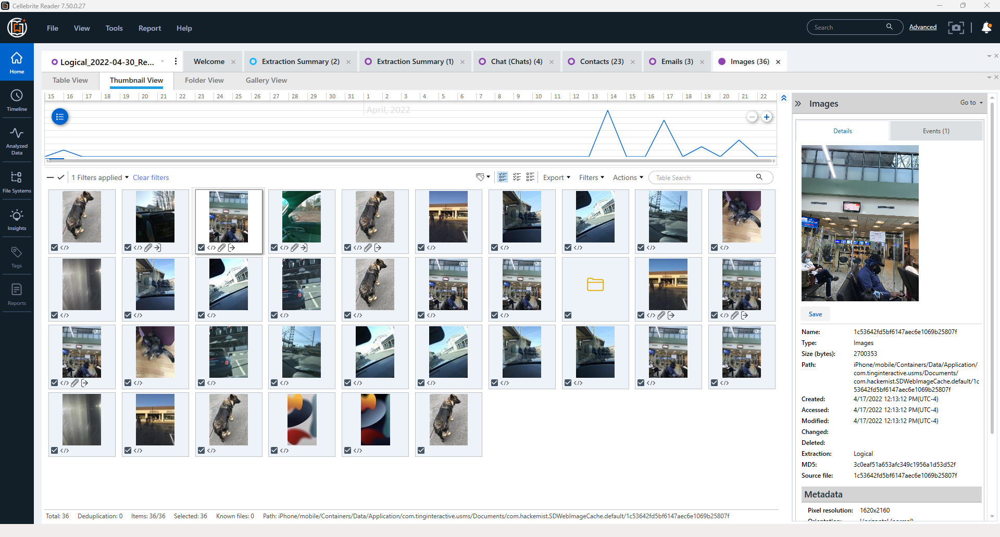 Cellebrite Reader 7.50.0.27
File View Tools Report Help
Search
Advanced
Home
Timeline
Analyzed
Data
File Systems
Insights
Tags
Reports
Logical_2022-04-30_Re...
Welcome
Extraction Summary (2)
Extraction Summary (1)
Chat (Chats) (4)
Contacts (23)
Emails (3)
Images (36)
Table View
Thumbnail View
Folder View
Gallery View
15 16 17 18 19 20 21 22 23 24 25 26 27 28 29 30 31 1 2 3 4 5 6 7 8 9 10 11 12 13 14 15 16 17 18 19 20 21 22
April, 2022
1 Filters applied
Clear filters
Export
Filters
Actions
Table Search
Images
Go to
Details
Events (1)
Save
Name: 1c53642fd5bf6147aec6e1069b25807f
Type: Images
Size (bytes): 2700353
Path: iPhone/mobile/Containers/Data/Application/
com.tinginteractive.usms/Documents/
com.hackemist.SDWebImageCache.default/1c
53642fd5bf6147aec6e1069b25807f
Created: 4/17/2022 12:13:12 PM(UTC-4)
Accessed: 4/17/2022 12:13:12 PM(UTC-4)
Modified: 4/17/2022 12:13:12 PM(UTC-4)
Changed:
Deleted:
Extraction: Logical
MD5: 3c0eaf51a653afc349c1956a1d53d52f
Source file: 1c53642fd5bf6147aec6e1069b25807f
Metadata
Pixel resolution: 1620x2160
Orientation: Horizontal (normal)
Total: 36 Deduplication: 0 Items: 36/36 Selected: 36 Known files: 0 Path: iPhone/mobile/Containers/Data/Application/com.tinginteractive.usms/Documents/com.hackemist.SDWebImageCache.default/1c53642fd5bf6147aec6e1069b25807f